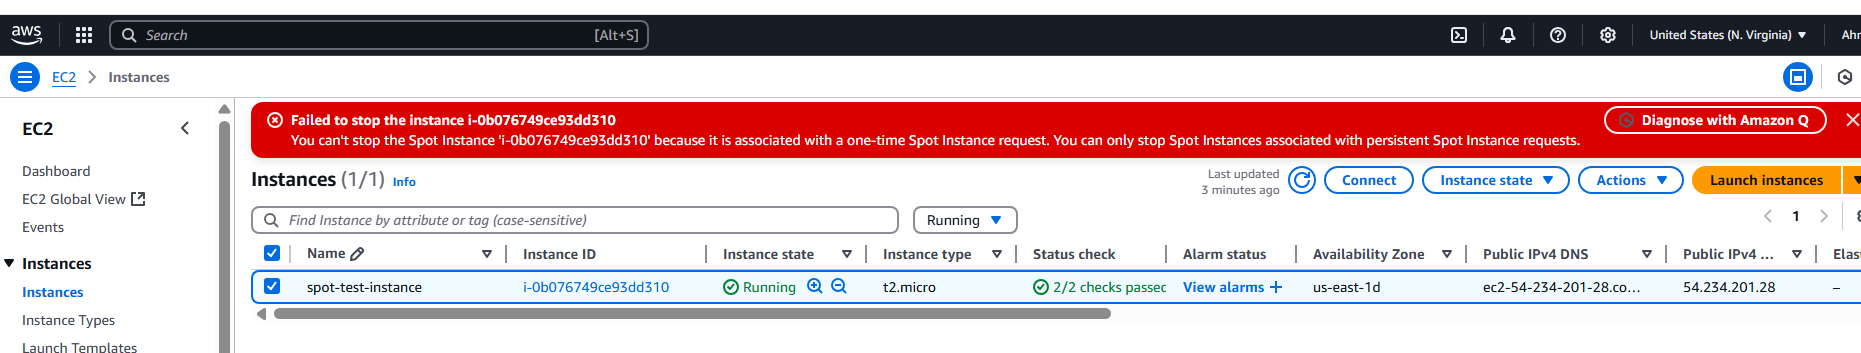 aws
Search [Alt+S]
United States (N. Virginia)
EC2 Instances
EC2
Dashboard
EC2 Global View
Events
Instances
Instances
Instance Types
Launch Templates
Failed to stop the instance i-0b076749ce93dd310
You can't stop the Spot Instance 'i-0b076749ce93dd310' because it is associated with a one-time Spot Instance request. You can only stop Spot Instances associated with persistent Spot Instance requests.
Diagnose with Amazon Q
Instances (1/1) Info
Last updated
3 minutes ago
Connect
Instance state
Actions
Launch instances
Find Instance by attribute or tag (case-sensitive)
Running
1
Name Instance ID Instance state Instance type Status check Alarm status Availability Zone Public IPv4 DNS Public IPv4 ... Elast
spot-test-instance i-0b076749ce93dd310 Running t2.micro 2/2 checks passed View alarms + us-east-1d ec2-54-234-201-28.co... 54.234.201.28 –